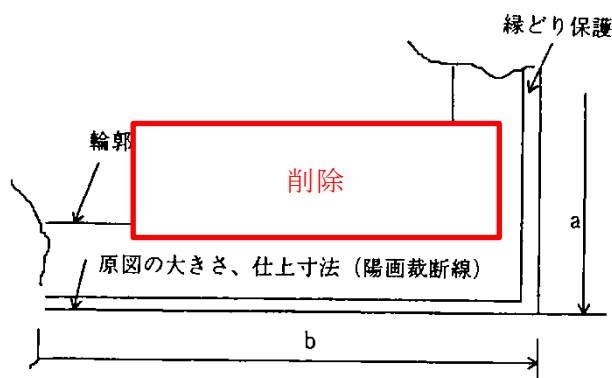 縁どり保護
輪郭
削除
a
原図の大きさ、仕上寸法（陽画裁断線）
b